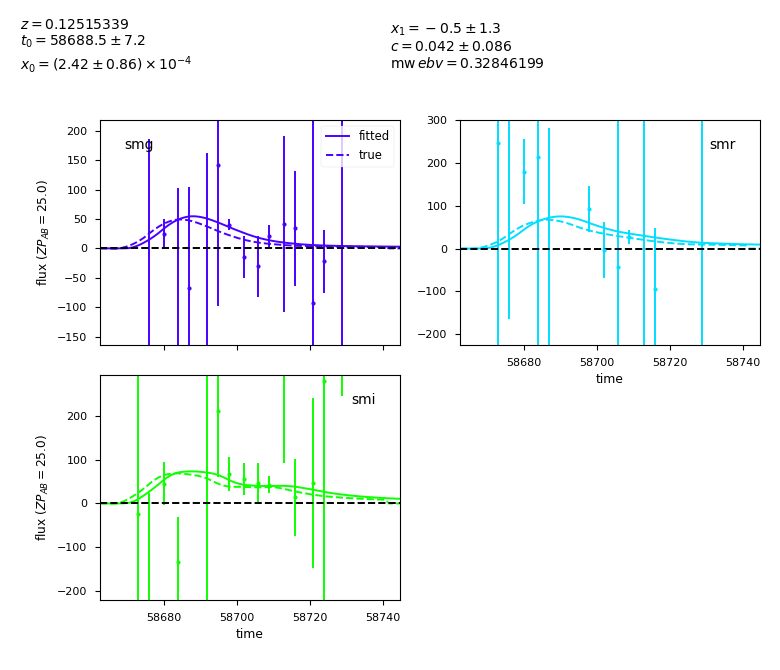 z = 0.12515339
t₀ = 58688.5 ± 7.2
x₀ = (2.42 ± 0.86) × 10⁻⁴
x₁ = −0.5 ± 1.3
c = 0.042 ± 0.086
mw ebv = 0.32846199
smg
fitted
true
200
150
100
50
0
−50
−100
−150
flux (ZP_AB = 25.0)
smr
300
200
100
0
−100
−200
58680 58700 58720 58740
time
smi
200
100
0
−100
−200
flux (ZP_AB = 25.0)
58680 58700 58720 58740
time